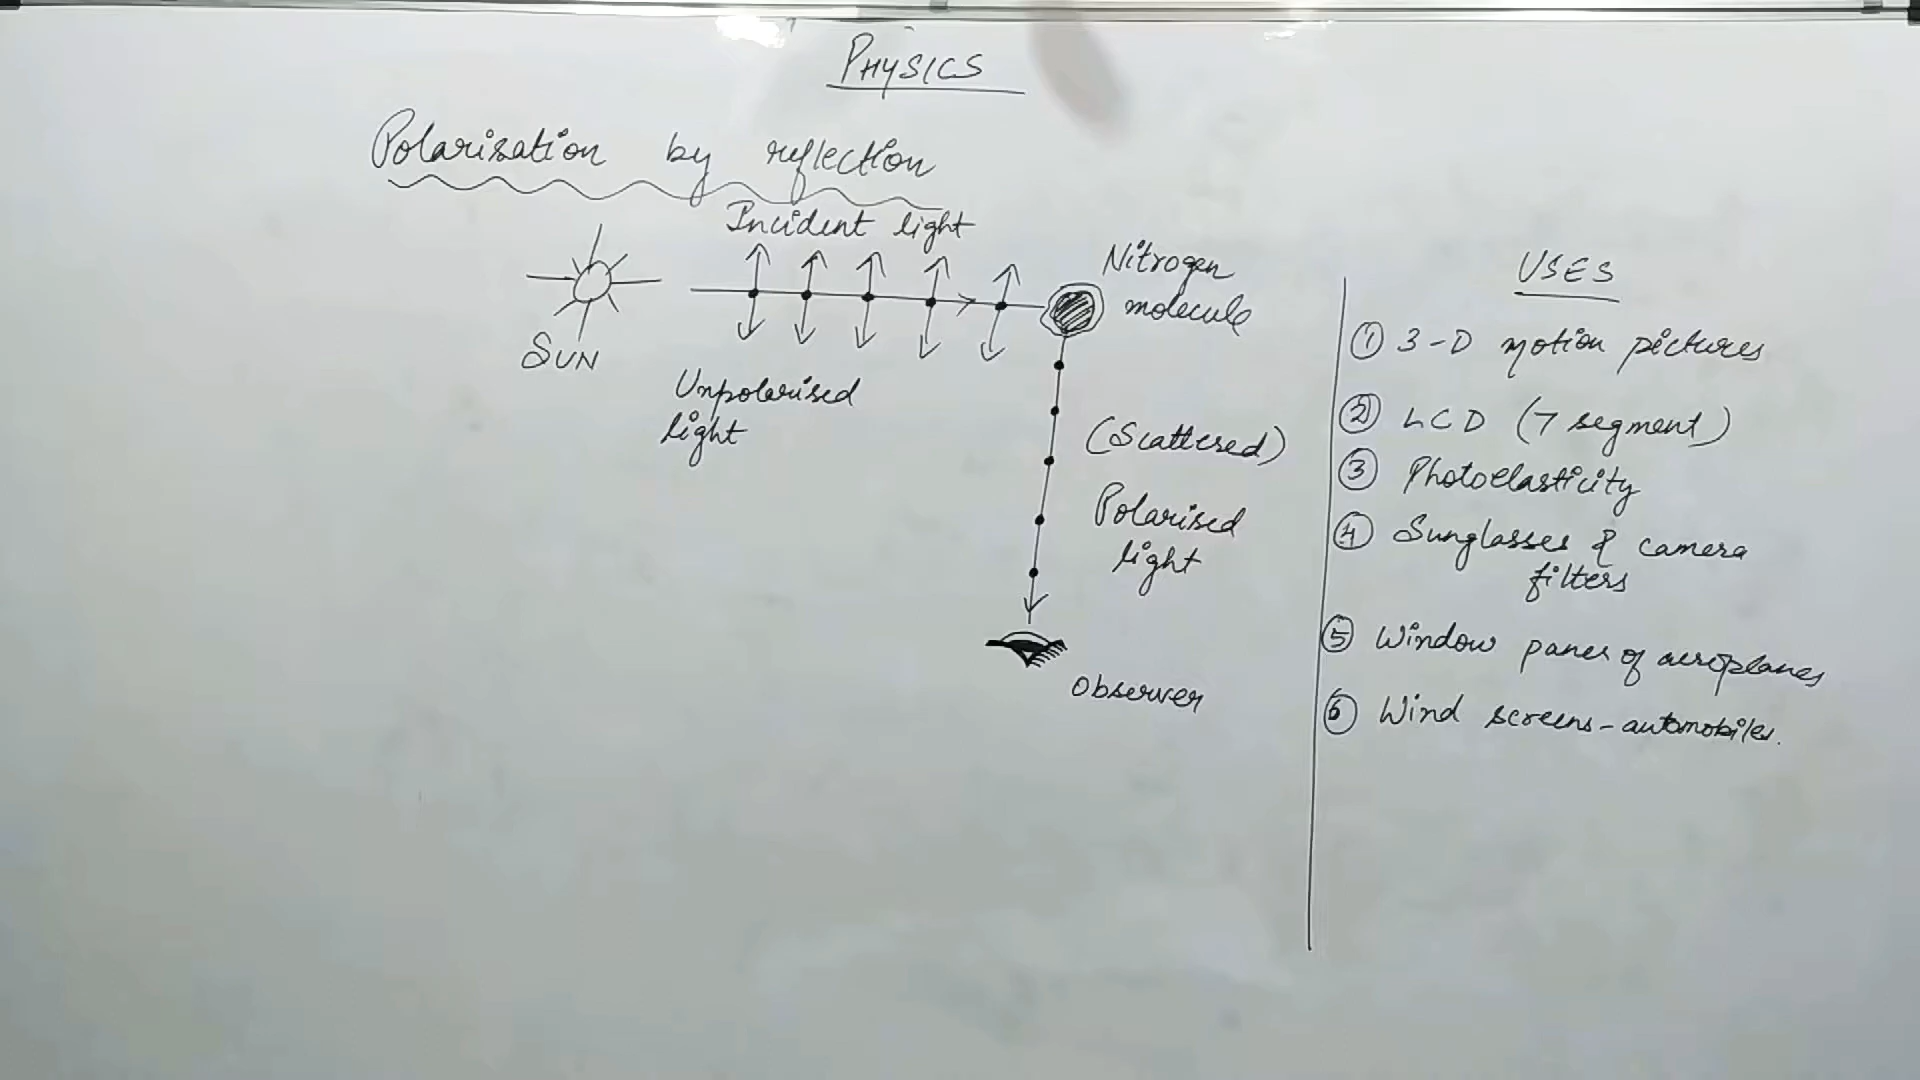 PHYSICS
Polarisation by reflection
Incident light
SUN
Unpolarised
light
Nitrogen
molecule
(Scattered)
Polarised
light
Observer
USES
① 3-D motion pictures
② LCD (7 segment)
③ Photoelasticity
④ Sunglasses & camera
filters
⑤ Window panes of aeroplanes
⑥ Wind screens - automobiles.